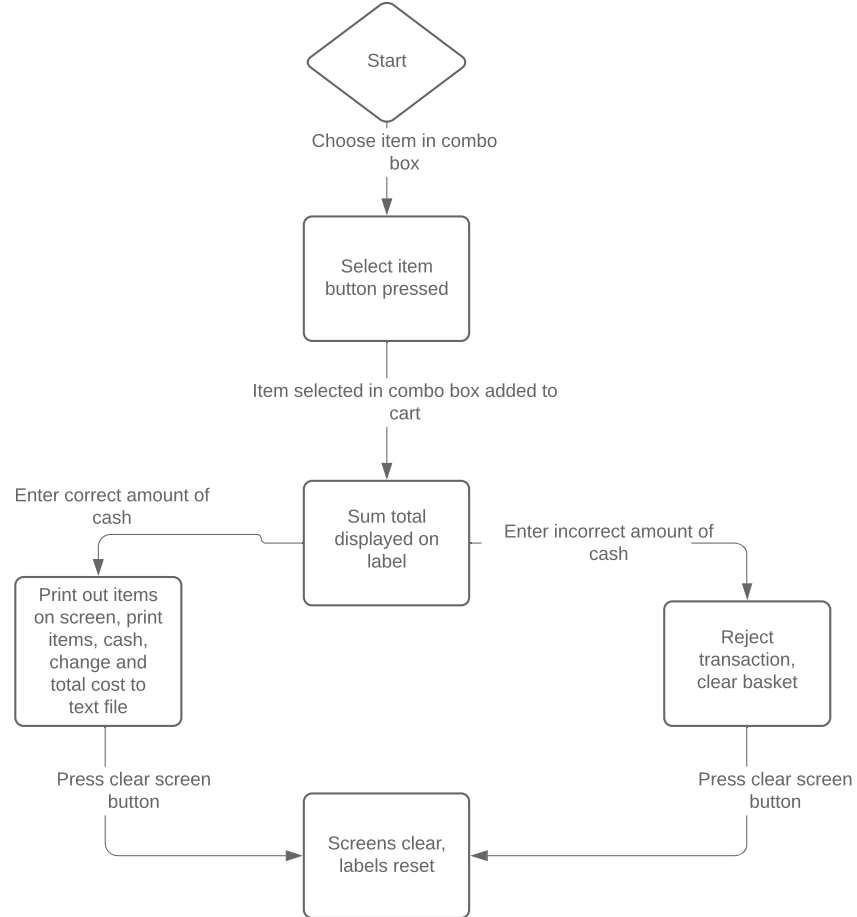 Start
Choose item in combo
box
Select item
button pressed
Item selected in combo box added to
cart
Enter correct amount of
cash
Sum total
displayed on
label
Enter incorrect amount of
cash
Print out items
on screen, print
items, cash,
change and
total cost to
text file
Reject
transaction,
clear basket
Press clear screen
button
Press clear screen
button
Screens clear,
labels reset